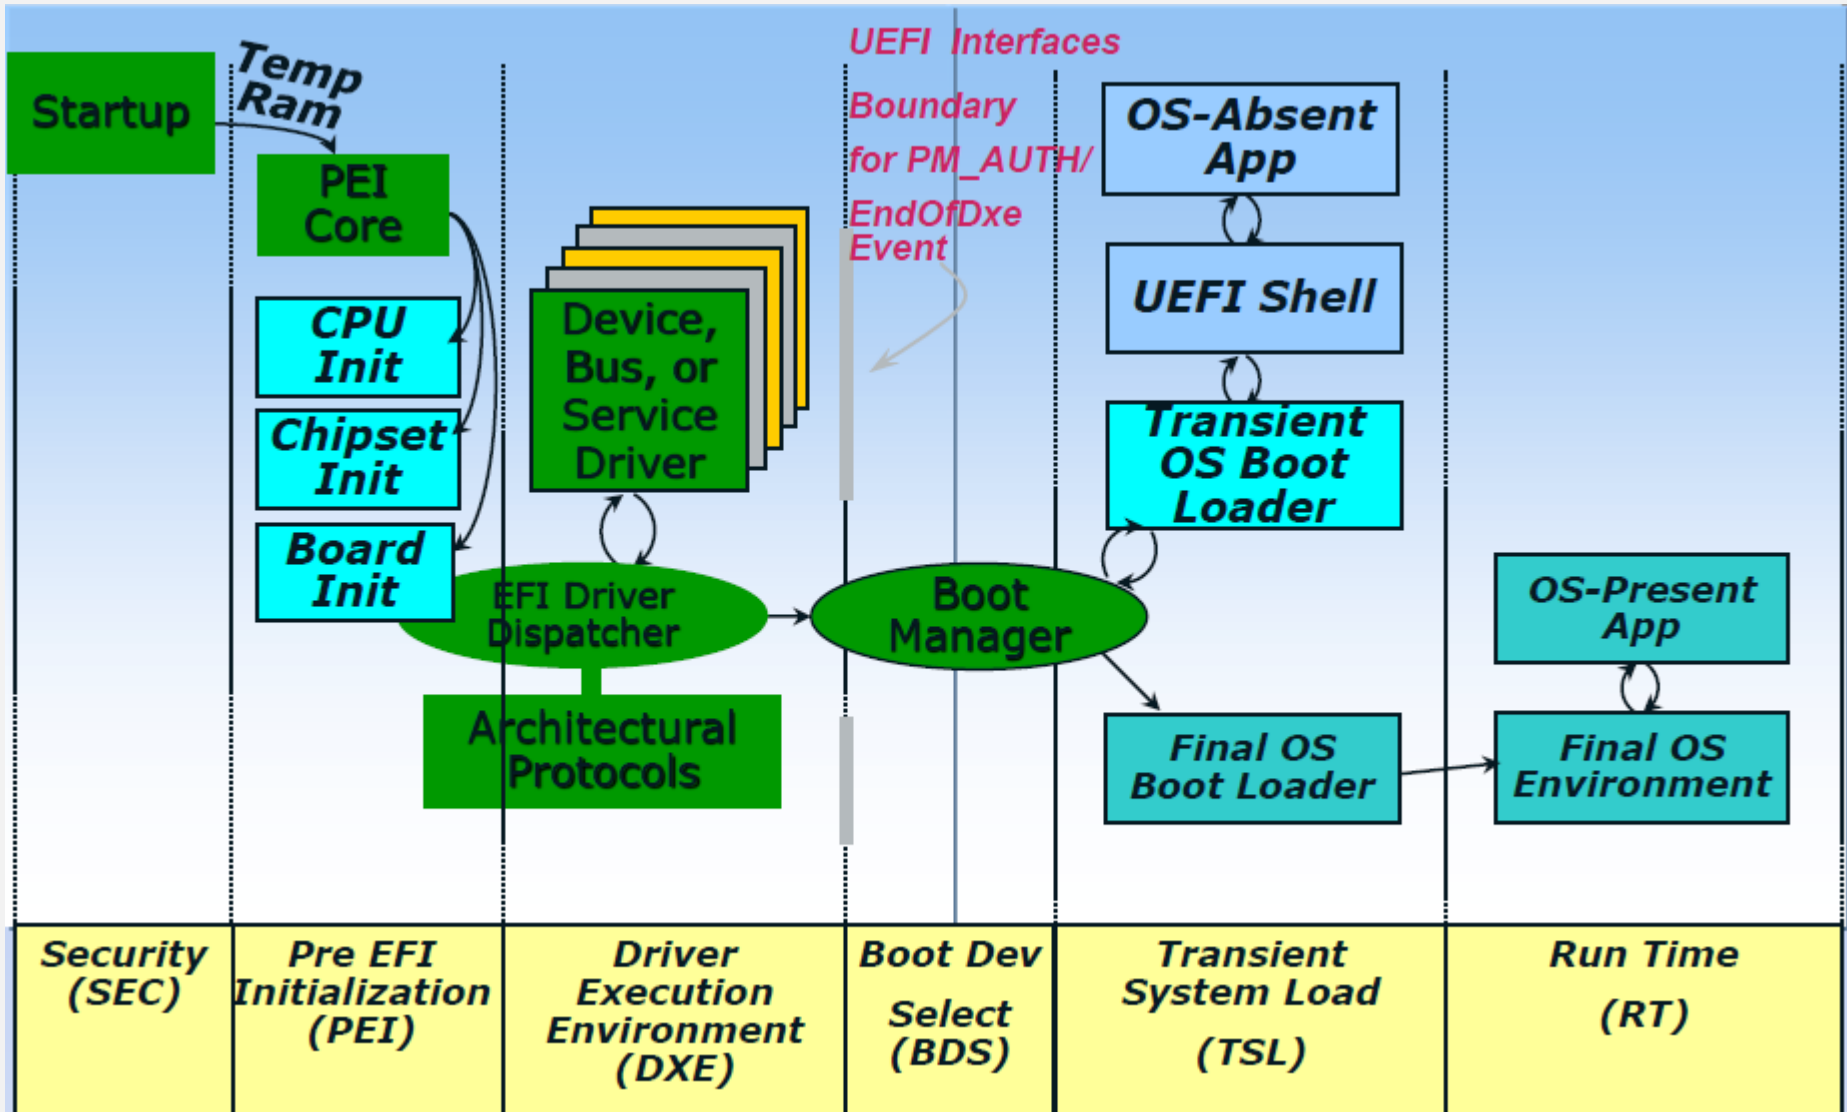 Startup
Temp
Ram
PEI
Core
CPU
Init
Chipset
Init
Board
Init
Device,
Bus, or
Service
Driver
EFI Driver
Dispatcher
Architectural
Protocols
UEFI Interfaces
Boundary
for PM_AUTH/
EndOfDxe
Event
Boot
Manager
OS-Absent
App
UEFI Shell
Transient
OS Boot
Loader
Final OS
Boot Loader
OS-Present
App
Final OS
Environment
Security
(SEC)
Pre EFI
Initialization
(PEI)
Driver
Execution
Environment
(DXE)
Boot Dev
Select
(BDS)
Transient
System Load
(TSL)
Run Time
(RT)